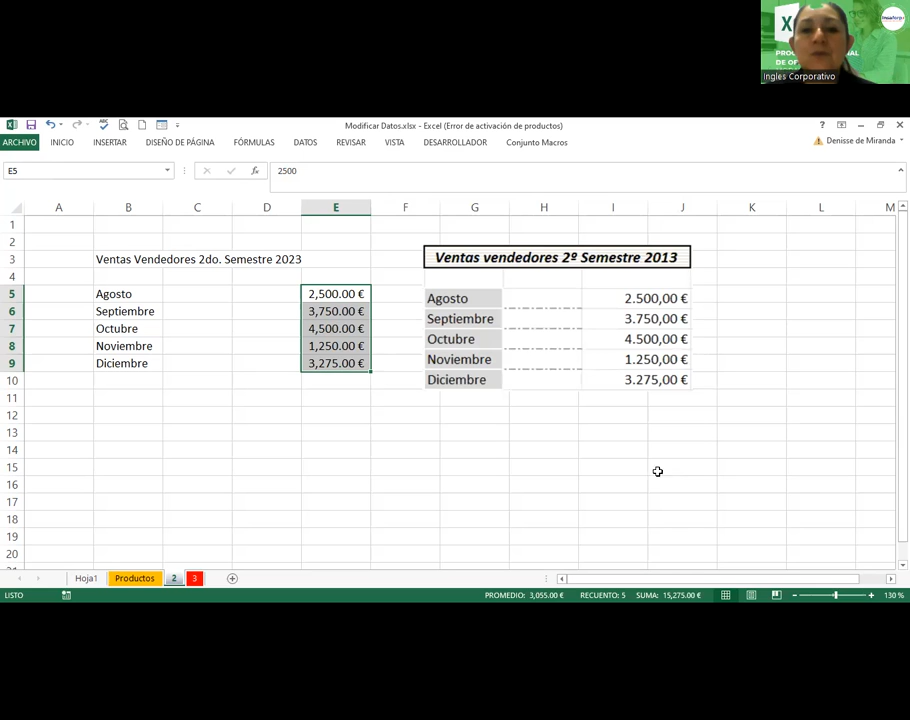 Ingles Corporativo
Modificar Datos.xlsx - Excel (Error de activación de productos)
ARCHIVO INICIO INSERTAR DISEÑO DE PÁGINA FÓRMULAS DATOS REVISAR VISTA DESARROLLADOR Conjunto Macros
Denisse de Miranda
E5 fx 2500
A B C D E F G H I J K L M
1
2
3 Ventas Vendedores 2do. Semestre 2023 Ventas vendedores 2º Semestre 2013
4
5 Agosto 2,500.00 € Agosto 2.500,00 €
6 Septiembre 3,750.00 € Septiembre 3.750,00 €
7 Octubre 4,500.00 € Octubre 4.500,00 €
8 Noviembre 1,250.00 € Noviembre 1.250,00 €
9 Diciembre 3,275.00 € Diciembre 3.275,00 €
10
11
12
13
14
15
16
17
18
19
20
Hoja1 Productos 2 3
LISTO PROMEDIO: 3,055.00 € RECUENTO: 5 SUMA: 15,275.00 € 130 %